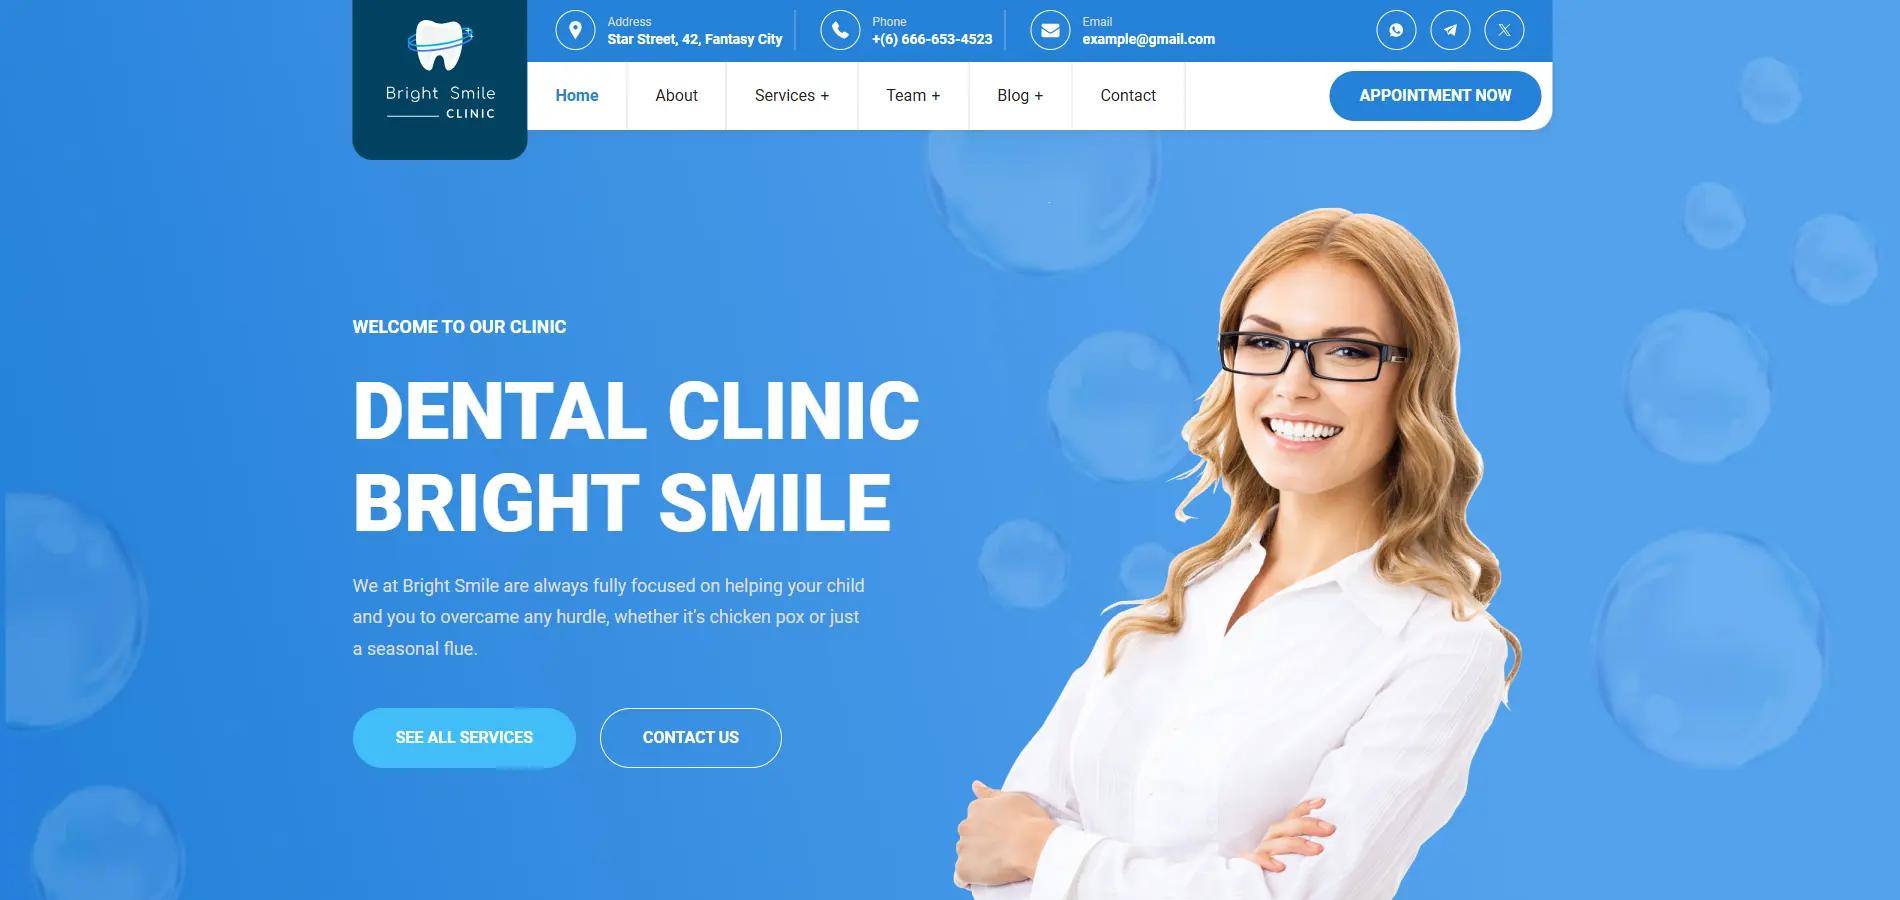 Bright Smile
CLINIC
Address
Star Street, 42, Fantasy City
Phone
+(6) 666-653-4523
Email
example@gmail.com
Home
About
Services +
Team +
Blog +
Contact
APPOINTMENT NOW
WELCOME TO OUR CLINIC
DENTAL CLINIC
BRIGHT SMILE
We at Bright Smile are always fully focused on helping your child
and you to overcame any hurdle, whether it’s chicken pox or just
a seasonal flue.
SEE ALL SERVICES
CONTACT US